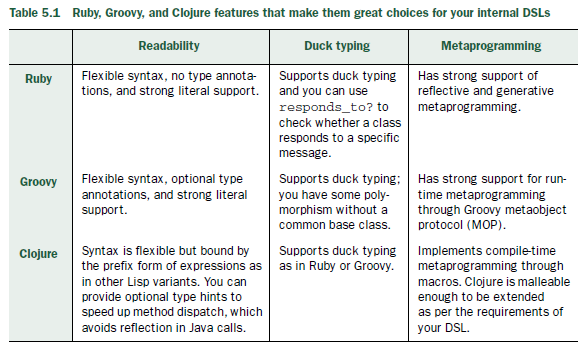 Table 5.1 Ruby, Groovy, and Clojure features that make them great choices for your internal DSLs
Readability
Duck typing
Metaprogramming
Ruby
Flexible syntax, no type annota-
tions, and strong literal support.
Supports duck typing
and you can use
responds_to? to
check whether a class
responds to a specific
message.
Has strong support of
reflective and generative
metaprogramming.
Groovy
Flexible syntax, optional type
annotations, and strong literal
support.
Supports duck typing;
you have some poly-
morphism without a
common base class.
Has strong support for run-
time metaprogramming
through Groovy metaobject
protocol (MOP).
Clojure
Syntax is flexible but bound by
the prefix form of expressions as
in other Lisp variants. You can
provide optional type hints to
speed up method dispatch, which
avoids reflection in Java calls.
Supports duck typing
as in Ruby or Groovy.
Implements compile-time
metaprogramming through
macros. Clojure is malleable
enough to be extended
as per the requirements of
your DSL.